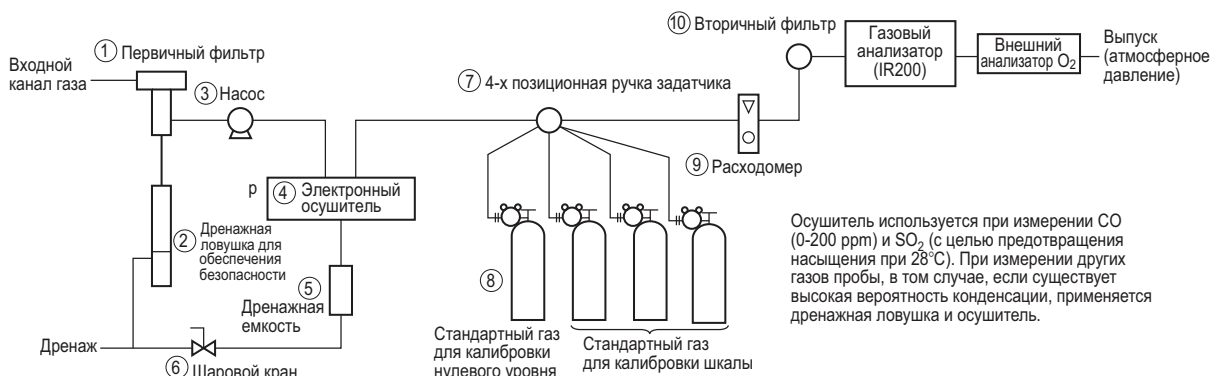 ⑩ Вторичный фильтр
Газовый
анализатор
(IR200)
Внешний
анализатор O₂
Выпуск
(атмосферное
давление)
① Первичный фильтр
Входной
канал газа
③ Насос
⑦ 4-х позиционная ручка задатчика
⑨ Расходомер
р
④ Электронный
осушитель
② Дренажная
ловушка для
обеспечения
безопасности
⑤
Дренажная
емкость
⑧
Дренаж
⑥ Шаровой кран
Стандартный газ
для калибровки
нулевого уровня
Стандартный газ
для калибровки шкалы
Осушитель используется при измерении CO
(0-200 ppm) и SO₂ (с целью предотвращения
насыщения при 28°C). При измерении других
газов пробы, в том случае, если существует
высокая вероятность конденсации, применяется
дренажная ловушка и осушитель.